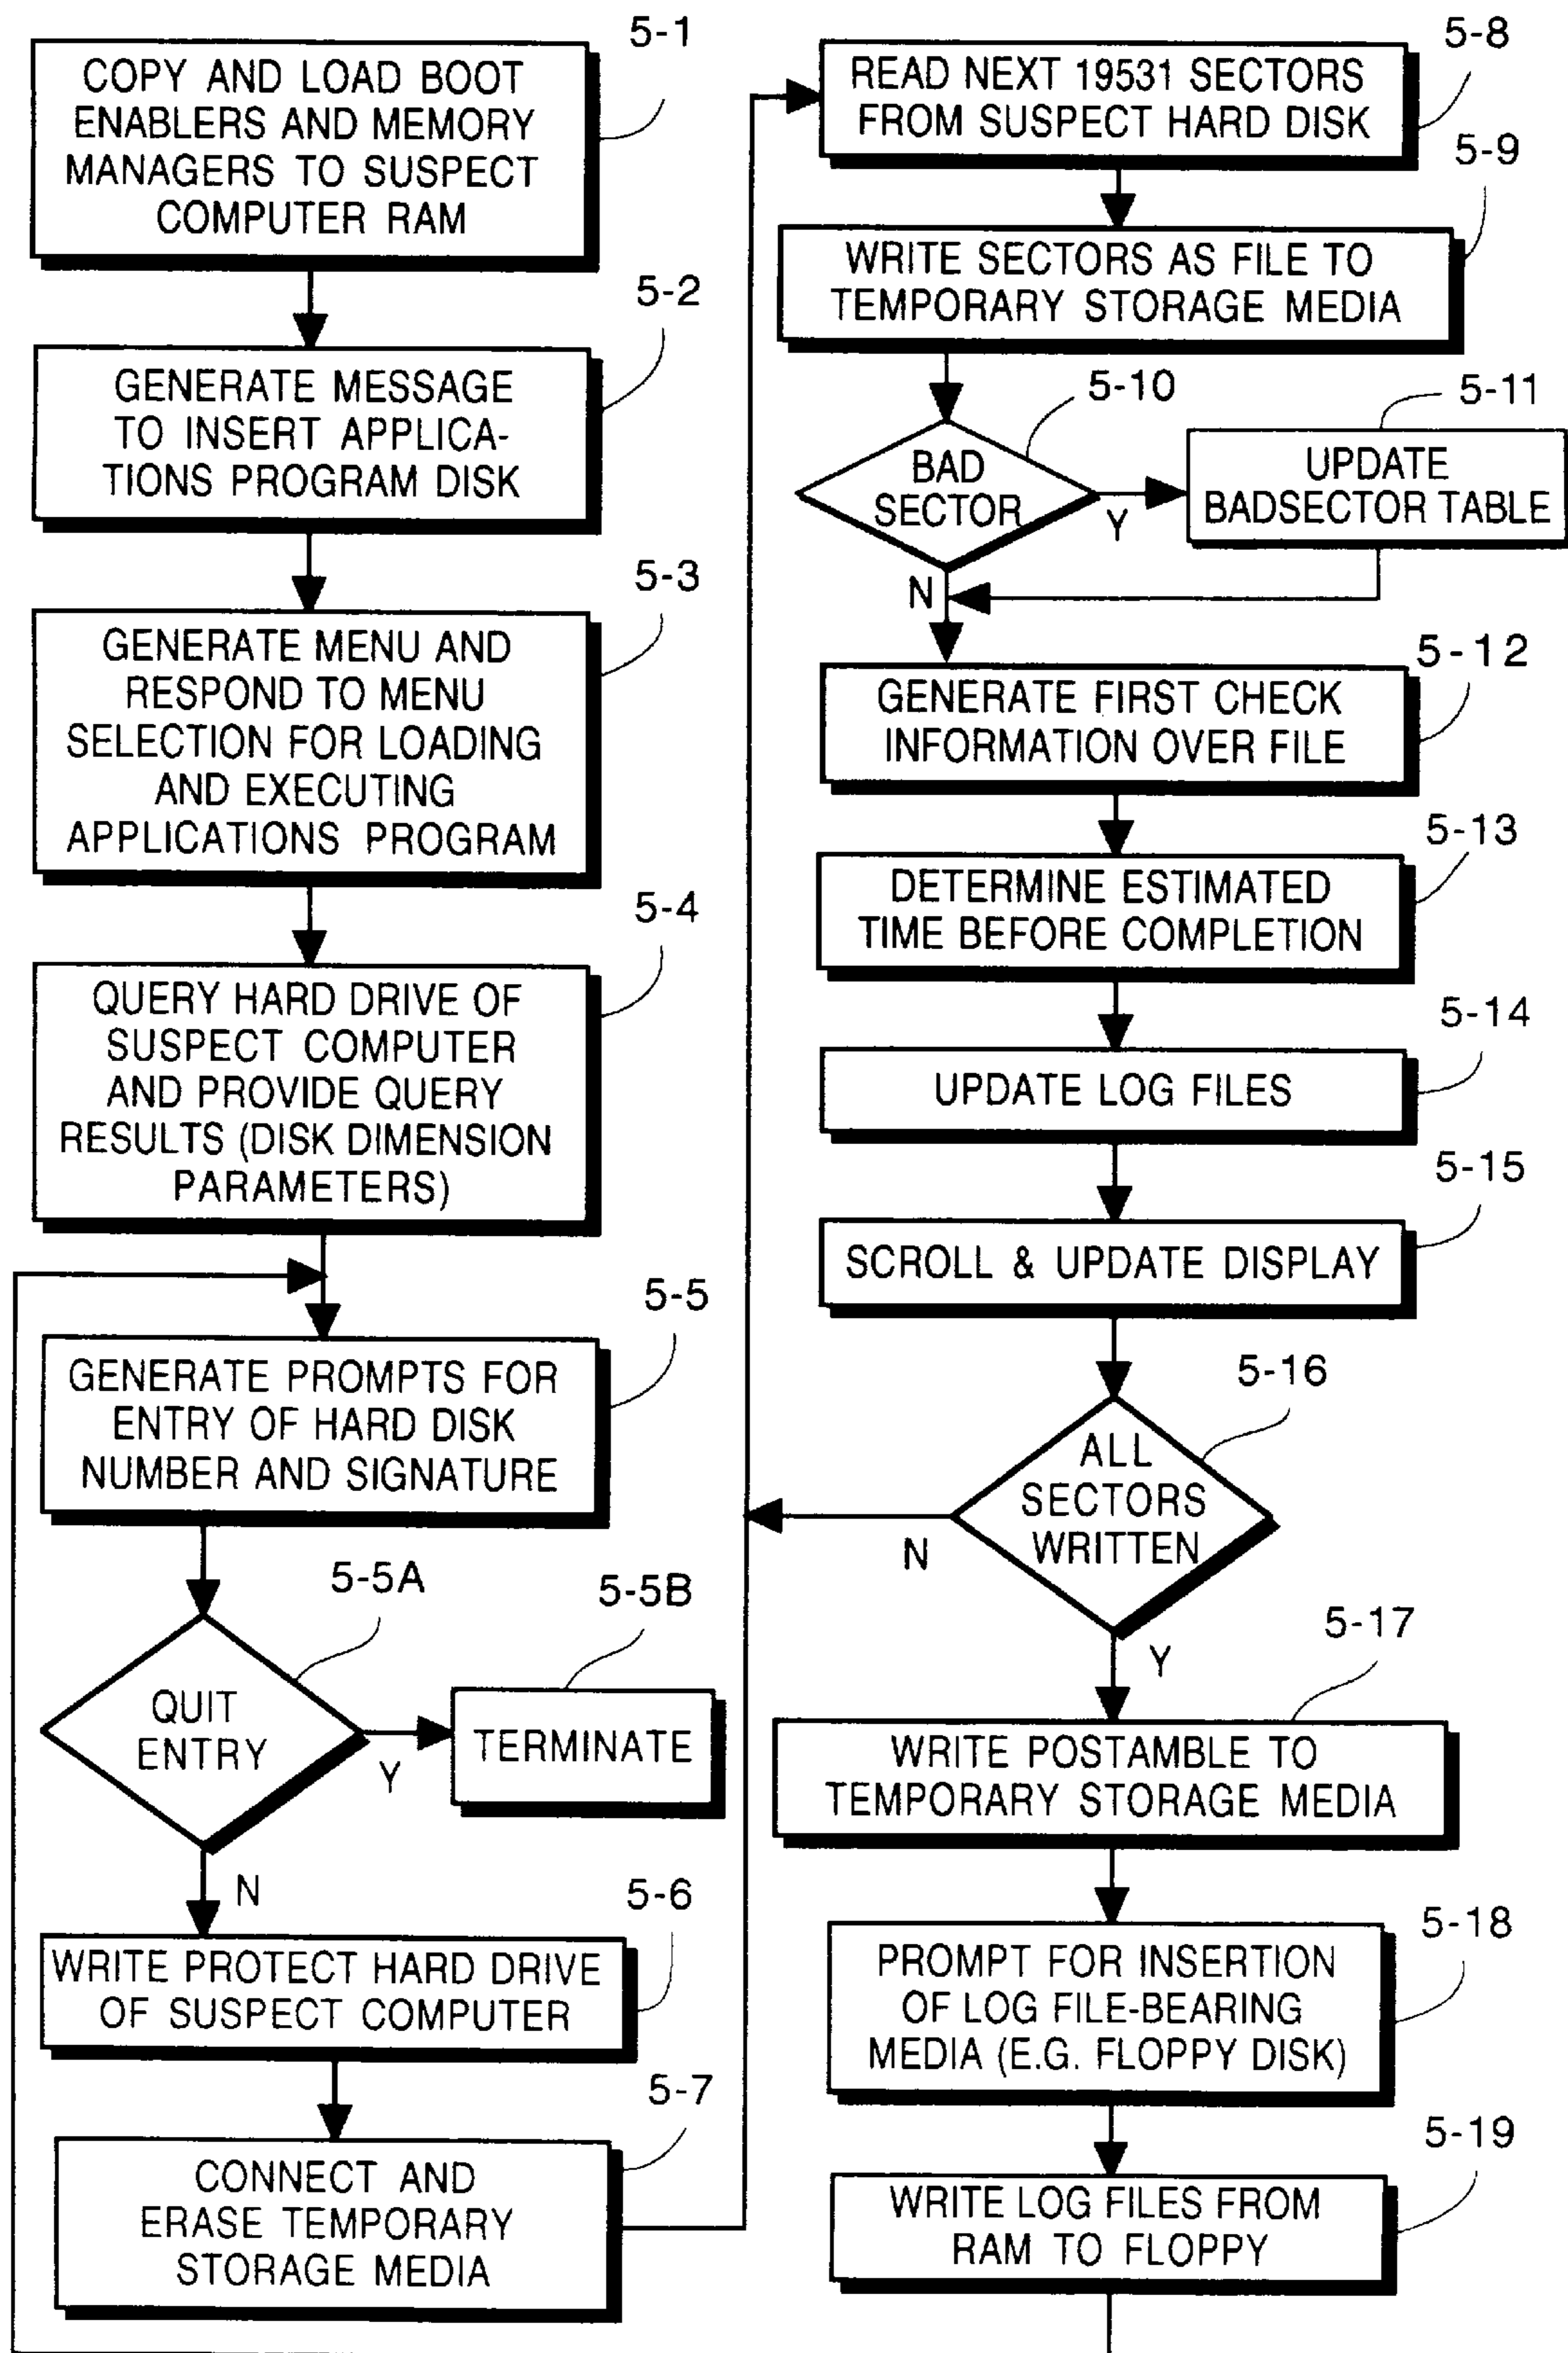 5-1
COPY AND LOAD BOOT
ENABLERS AND MEMORY
MANAGERS TO SUSPECT
COMPUTER RAM
5-2
GENERATE MESSAGE
TO INSERT APPLICA-
TIONS PROGRAM DISK
5-3
GENERATE MENU AND
RESPOND TO MENU
SELECTION FOR LOADING
AND EXECUTING
APPLICATIONS PROGRAM
5-4
QUERY HARD DRIVE OF
SUSPECT COMPUTER
AND PROVIDE QUERY
RESULTS (DISK DIMENSION
PARAMETERS)
5-5
GENERATE PROMPTS FOR
ENTRY OF HARD DISK
NUMBER AND SIGNATURE
5-5A
QUIT
ENTRY
Y
5-5B
TERMINATE
N
5-6
WRITE PROTECT HARD DRIVE
OF SUSPECT COMPUTER
5-7
CONNECT AND
ERASE TEMPORARY
STORAGE MEDIA
5-8
READ NEXT 19531 SECTORS
FROM SUSPECT HARD DISK
5-9
WRITE SECTORS AS FILE TO
TEMPORARY STORAGE MEDIA
5-10
BAD
SECTOR
Y
5-11
UPDATE
BADSECTOR TABLE
N
5-12
GENERATE FIRST CHECK
INFORMATION OVER FILE
5-13
DETERMINE ESTIMATED
TIME BEFORE COMPLETION
5-14
UPDATE LOG FILES
5-15
SCROLL & UPDATE DISPLAY
5-16
ALL
SECTORS
WRITTEN
N
Y
5-17
WRITE POSTAMBLE TO
TEMPORARY STORAGE MEDIA
5-18
PROMPT FOR INSERTION
OF LOG FILE-BEARING
MEDIA (E.G. FLOPPY DISK)
5-19
WRITE LOG FILES FROM
RAM TO FLOPPY